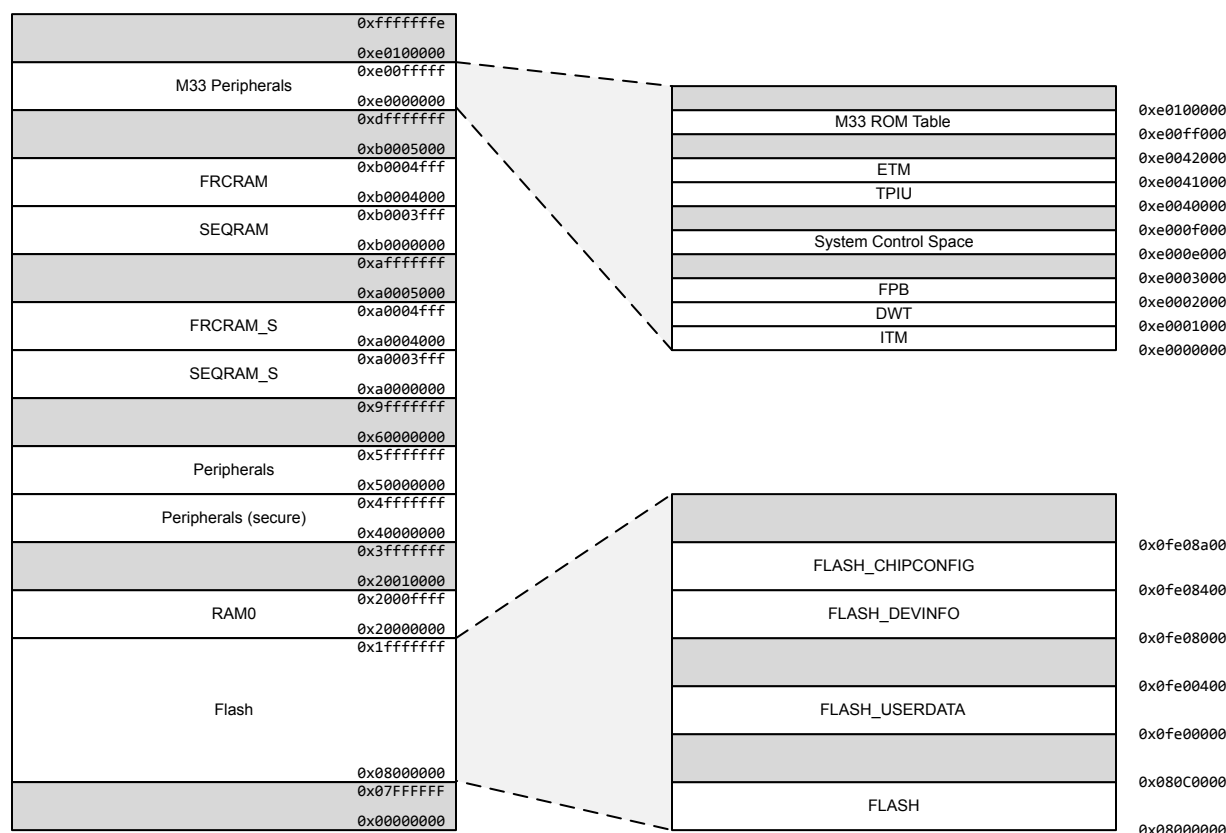 0xfffffffe
0xe0100000
M33 Peripherals
0xe00fffff
0xe0000000
0xdfffffff
0xb0005000
FRCRAM
0xb0004fff
0xb0004000
SEQRAM
0xb0003fff
0xb0000000
0xafffffff
0xa0005000
FRCRAM_S
0xa0004fff
0xa0004000
SEQRAM_S
0xa0003fff
0xa0000000
0x9fffffff
0x60000000
Peripherals
0x5fffffff
0x50000000
Peripherals (secure)
0x4fffffff
0x40000000
0x3fffffff
0x20010000
RAM0
0x2000ffff
0x20000000
0x1fffffff
Flash
0x08000000
0x07FFFFFF
0x00000000
0xe0100000
M33 ROM Table
0xe00ff000
0xe0042000
ETM
0xe0041000
TPIU
0xe0040000
0xe000f000
System Control Space
0xe000e000
0xe0003000
FPB
0xe0002000
DWT
0xe0001000
ITM
0xe0000000
0x0fe08a00
FLASH_CHIPCONFIG
0x0fe08400
FLASH_DEVINFO
0x0fe08000
0x0fe00400
FLASH_USERDATA
0x0fe00000
0x080C0000
FLASH
0x08000000